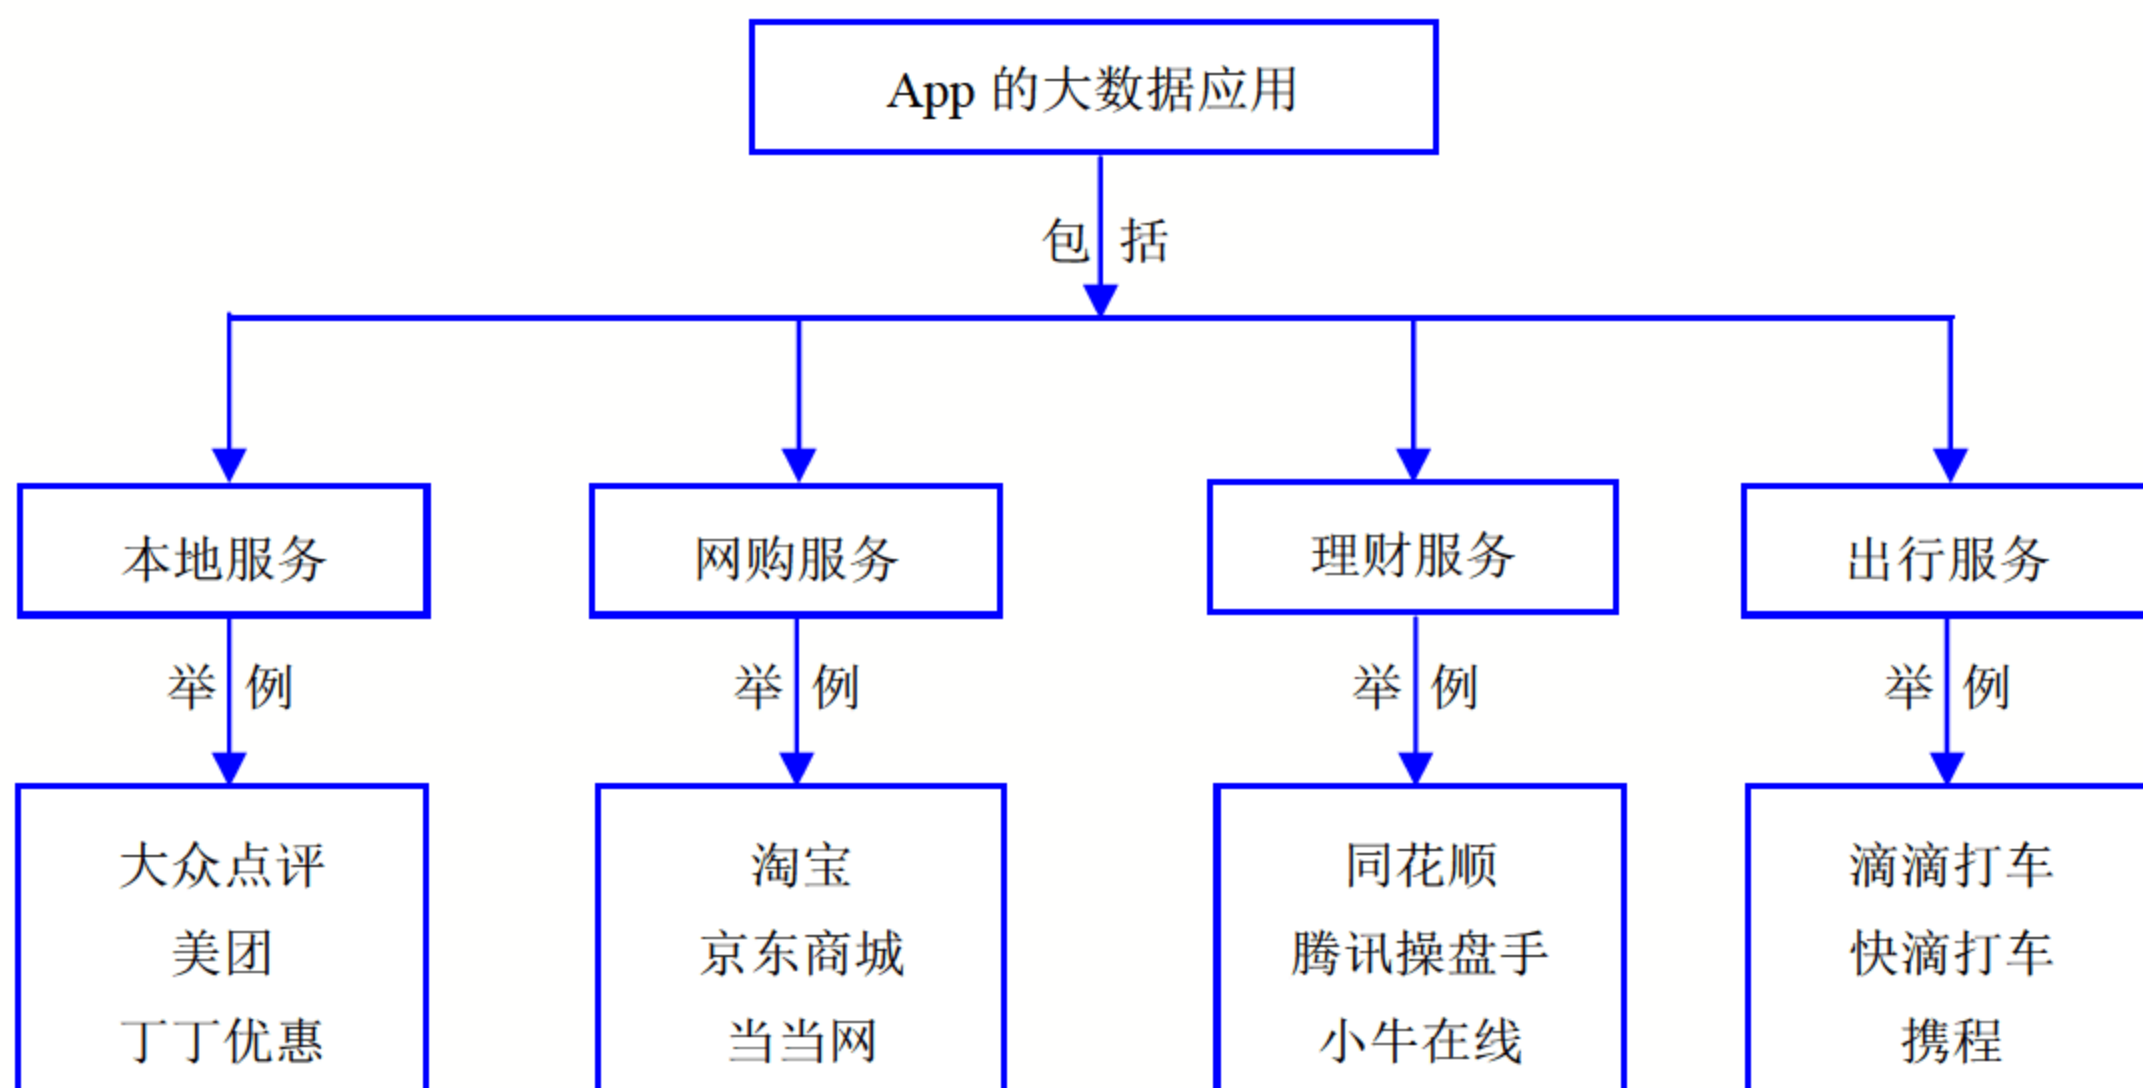 App 的大数据应用
包 括
本地服务
网购服务
理财服务
出行服务
举 例
举 例
举 例
举 例
大众点评
美团
丁丁优惠
淘宝
京东商城
当当网
同花顺
腾讯操盘手
小牛在线
滴滴打车
快滴打车
携程